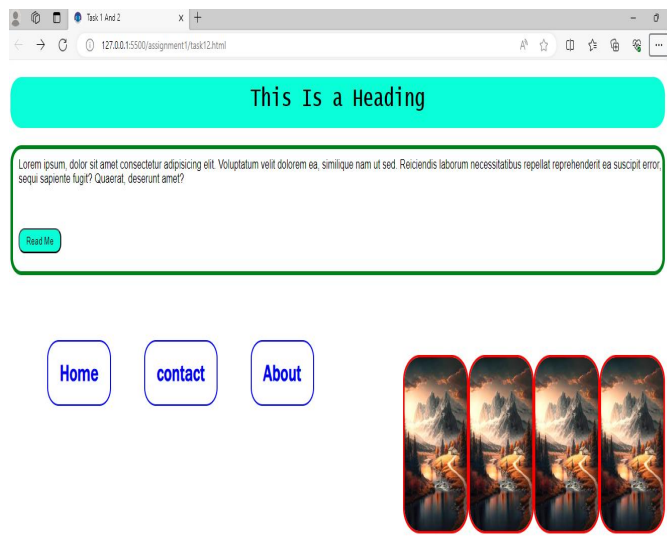 Task 1 And 2
127.0.0.1:5500/assignment1/task12.html
This Is a Heading
Lorem ipsum, dolor sit amet consectetur adipisicing elit. Voluptatum velit dolorem ea, similique nam ut sed. Reiciendis laborum necessitatibus repellat reprehenderit ea suscipit error,
sequi sapiente fugit? Quaerat, deserunt amet?
Read Me
Home contact About